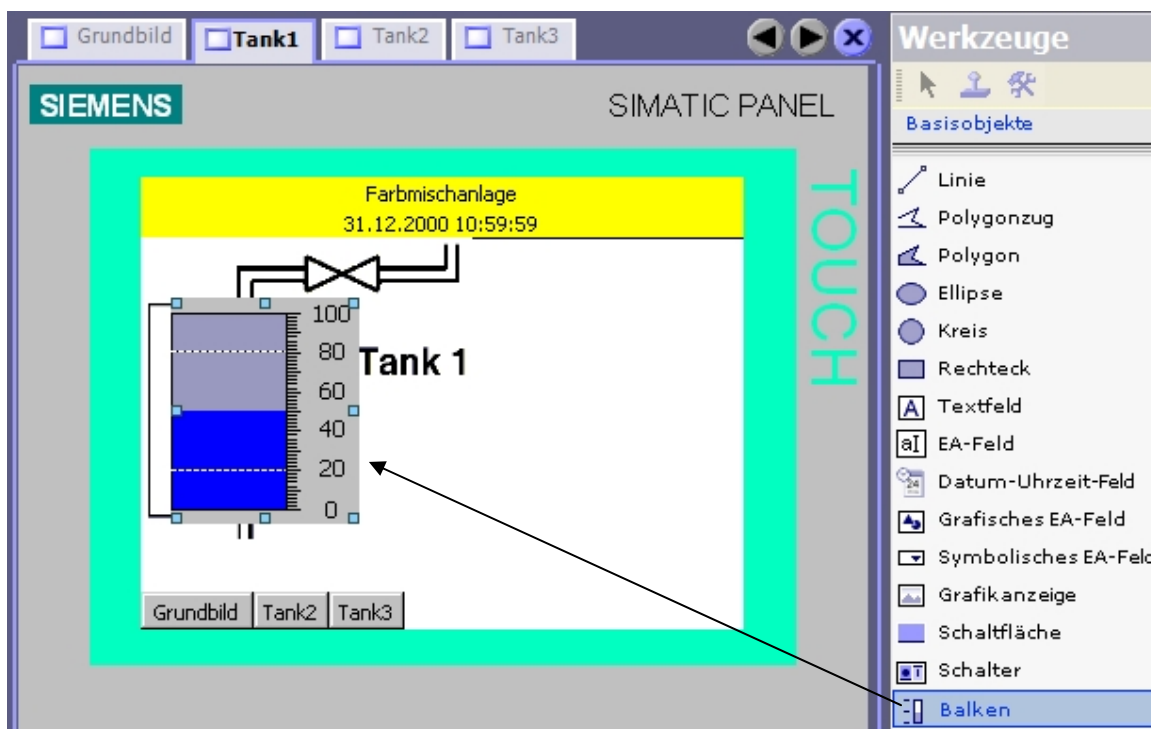 Grundbild
Tank1
Tank2
Tank3
Werkzeuge
Basisobjekte
SIEMENS
SIMATIC PANEL
TOUCH
Farbmischanlage
31.12.2000 10:59:59
100
80
60
40
20
0
Tank 1
Grundbild
Tank2
Tank3
Linie
Polygonzug
Polygon
Ellipse
Kreis
Rechteck
Textfeld
EA-Feld
Datum-Uhrzeit-Feld
Grafisches EA-Feld
Symbolisches EA-Feld
Grafikanzeige
Schaltfläche
Schalter
Balken